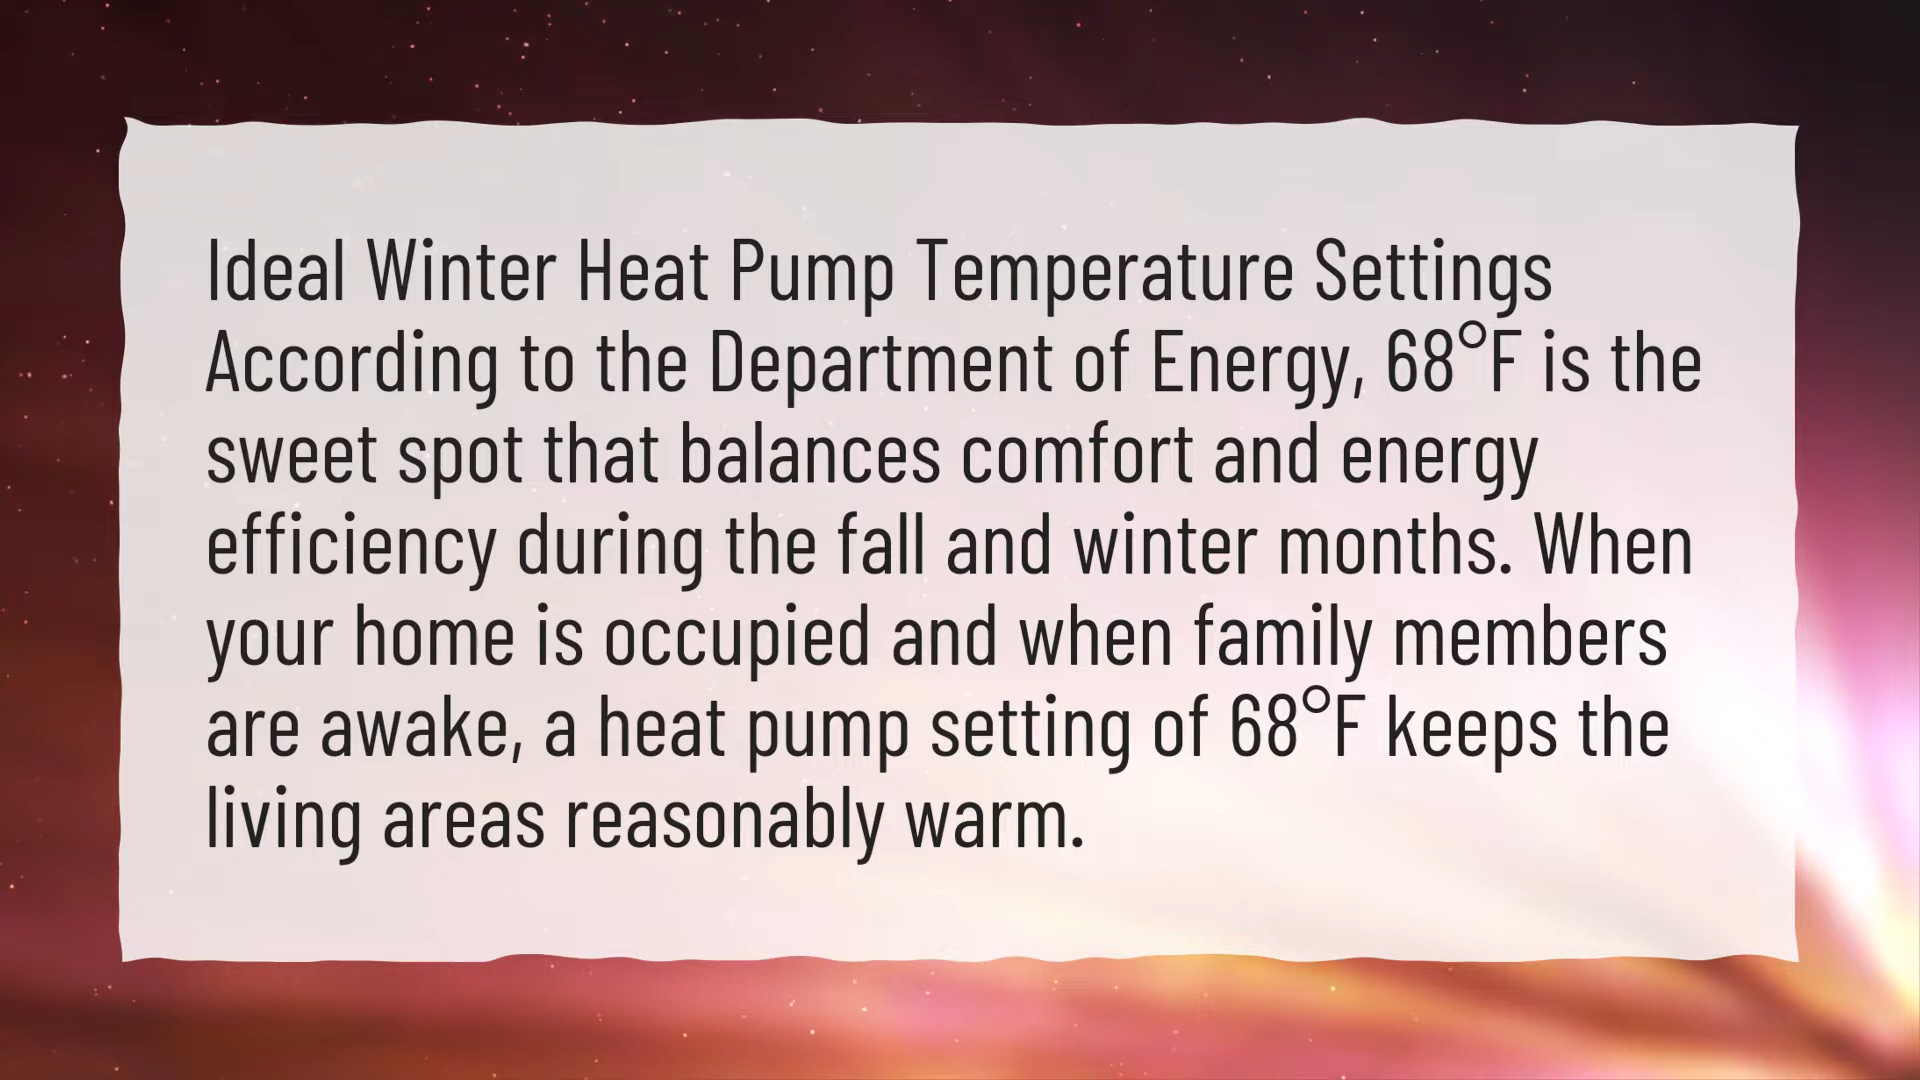 Ideal Winter Heat Pump Temperature Settings
According to the Department of Energy, 68°F is the
sweet spot that balances comfort and energy
efficiency during the fall and winter months. When
your home is occupied and when family members
are awake, a heat pump setting of 68°F keeps the
living areas reasonably warm.